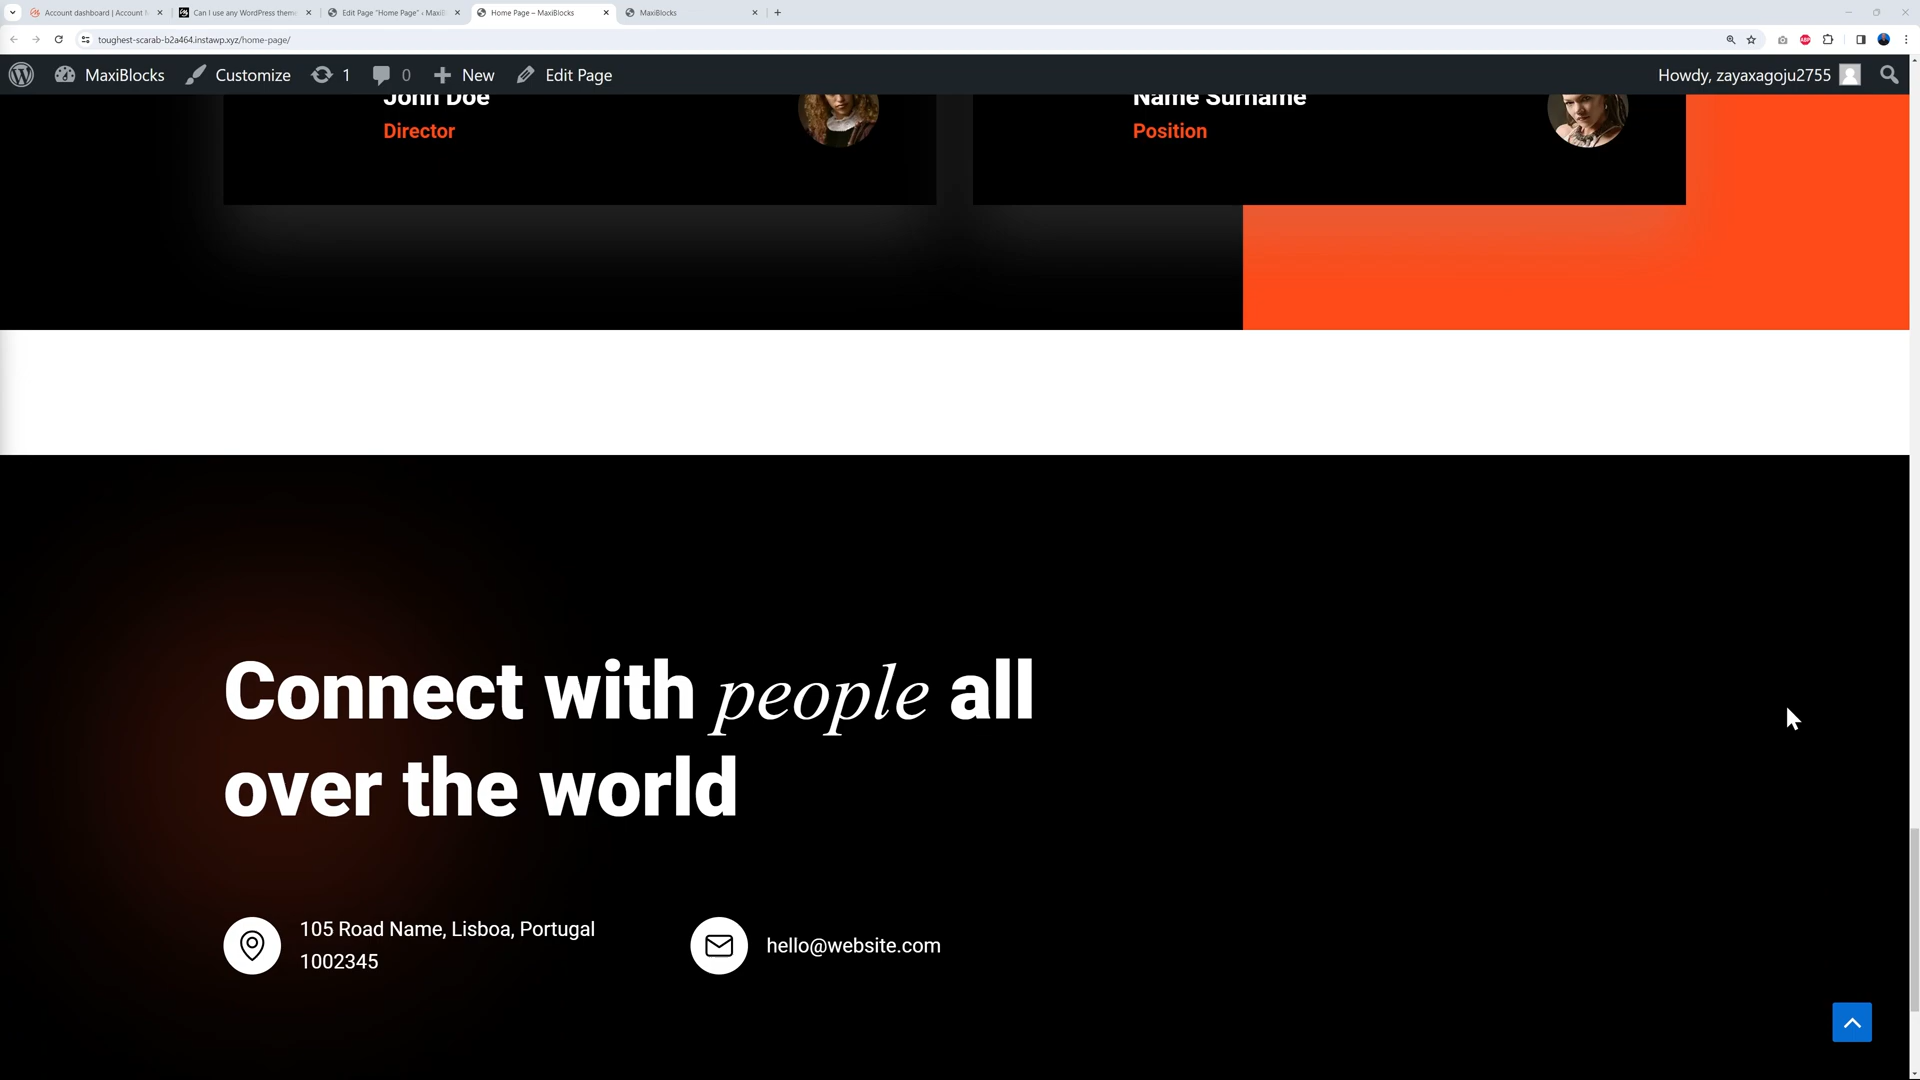 Account dashboard | Account
Can I use any WordPress them
Edit Page "Home Page" ‹ Maxi
Home Page – MaxiBlocks
MaxiBlocks
toughest-scarab-b2a464.instawp.xyz/home-page/
MaxiBlocks Customize 1 0 New Edit Page Howdy, zayaxagoju2755
John Doe
Director
Name Surname
Position
Connect with people all
over the world
105 Road Name, Lisboa, Portugal
1002345
hello@website.com